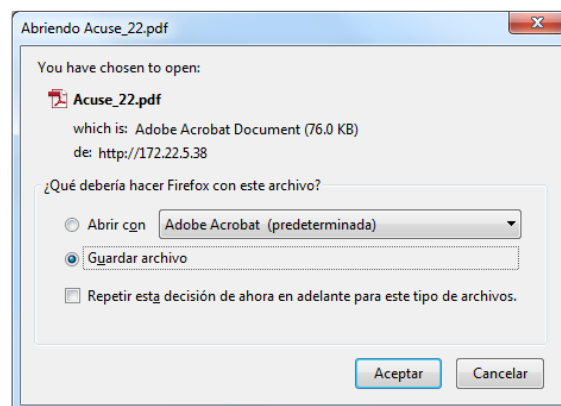 Abriendo Acuse_22.pdf
You have chosen to open:
Acuse_22.pdf
which is: Adobe Acrobat Document (76.0 KB)
de: http://172.22.5.38
¿Qué debería hacer Firefox con este archivo?
Abrir con Adobe Acrobat (predeterminada)
Guardar archivo
Repetir esta decisión de ahora en adelante para este tipo de archivos.
Aceptar Cancelar